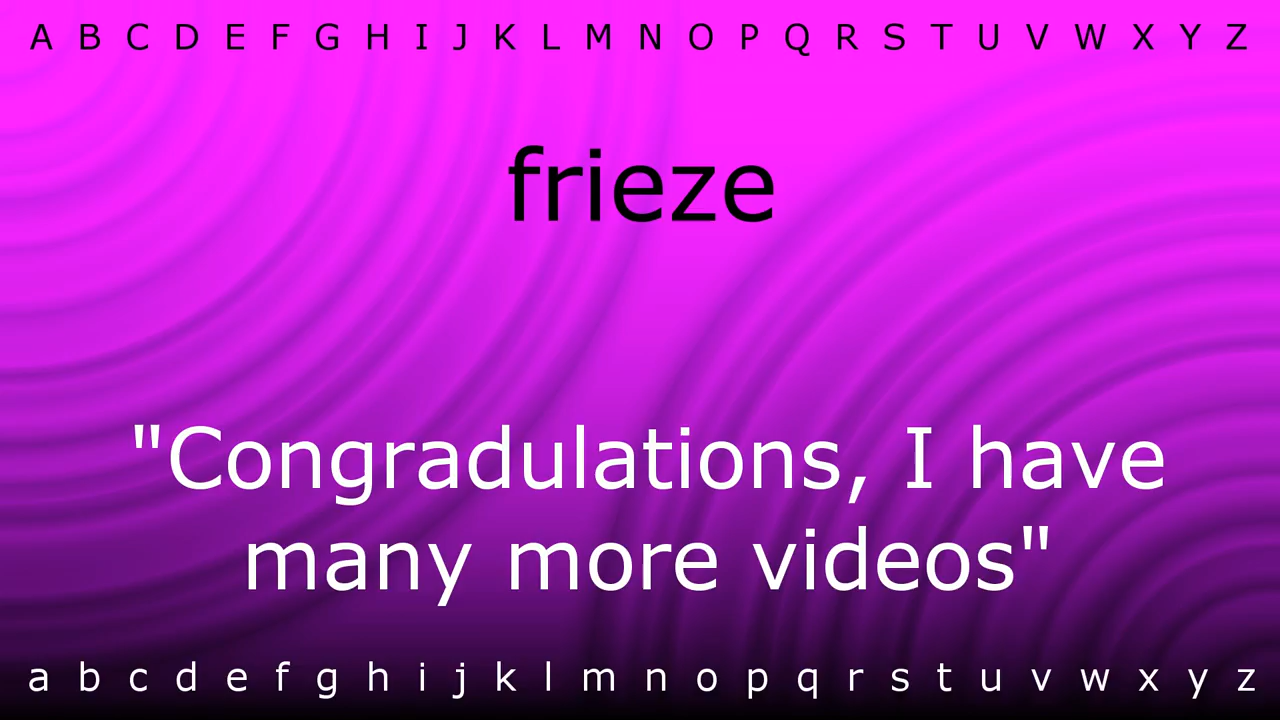 A B C D E F G H I J K L M N O P Q R S T U V W X Y Z
frieze
"Congradulations, I have
many more videos"
a b c d e f g h i j k l m n o p q r s t u v w x y z